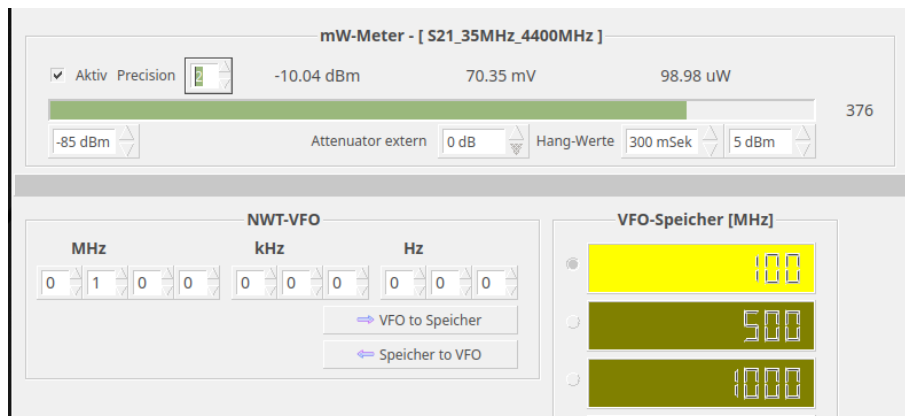 mW-Meter - [ S21_35MHz_4400MHz ]
Aktiv Precision 2 -10.04 dBm 70.35 mV 98.98 uW
376
-85 dBm Attenuator extern 0 dB Hang-Werte 300 mSek 5 dBm
NWT-VFO
MHz kHz Hz
0 1 0 0 0 0 0 0 0 0
VFO to Speicher
Speicher to VFO
VFO-Speicher [MHz]
100
500
1000